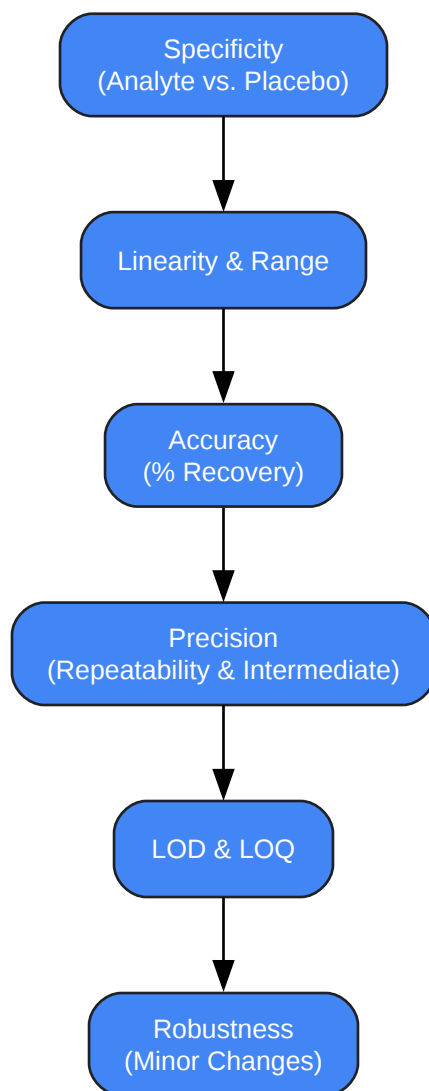 Specificity
(Analyte vs. Placebo)
Linearity & Range
Accuracy
(% Recovery)
Precision
(Repeatability & Intermediate)
LOD & LOQ
Robustness
(Minor Changes)